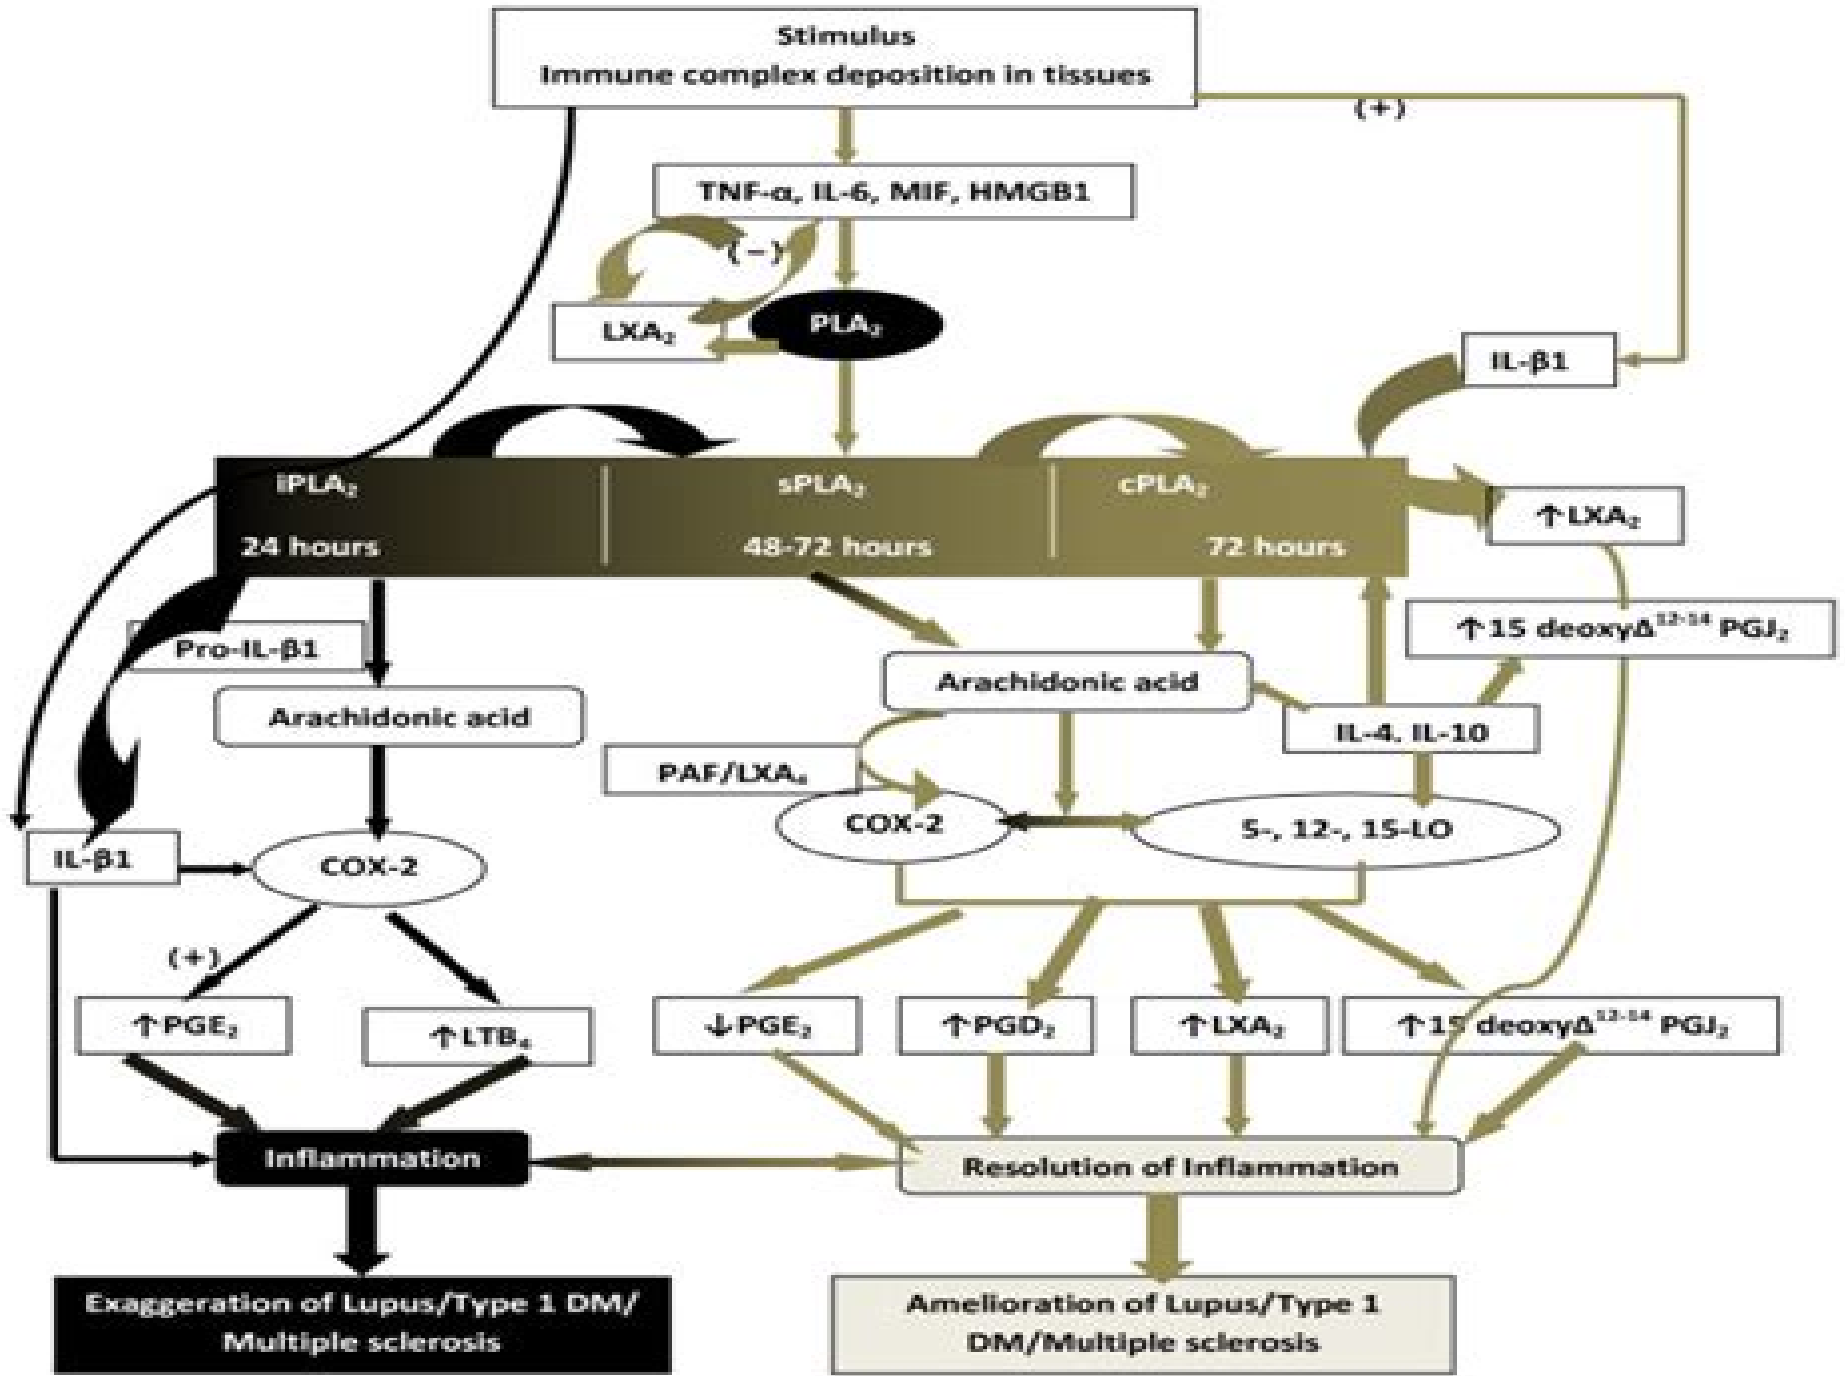 Stimulus
Immune complex deposition in tissues
(+)
TNF-α, IL-6, MIF, HMGB1
(−)
LXA₂
PLA₂
IL-β1
iPLA₂
sPLA₂
cPLA₂
24 hours
48-72 hours
72 hours
↑LXA₂
↑15 deoxyΔ¹²⁻¹⁴ PGJ₂
Pro-IL-β1
Arachidonic acid
Arachidonic acid
IL-4. IL-10
PAF/LXA₄
COX-2
5-, 12-, 15-LO
IL-β1
COX-2
(+)
↑PGE₂
↑LTB₄
↓PGE₂
↑PGD₂
↑LXA₂
↑15 deoxyΔ¹²⁻¹⁴ PGJ₂
Inflammation
Resolution of Inflammation
Exaggeration of Lupus/Type 1 DM/
Multiple sclerosis
Amelioration of Lupus/Type 1
DM/Multiple sclerosis